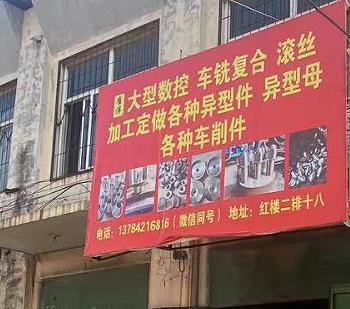 大型数控 车铣复合 滚丝
加工定做各种异型件 异型母
各种车削件
电话:13784216816（微信同号） 地址:红楼二排十八